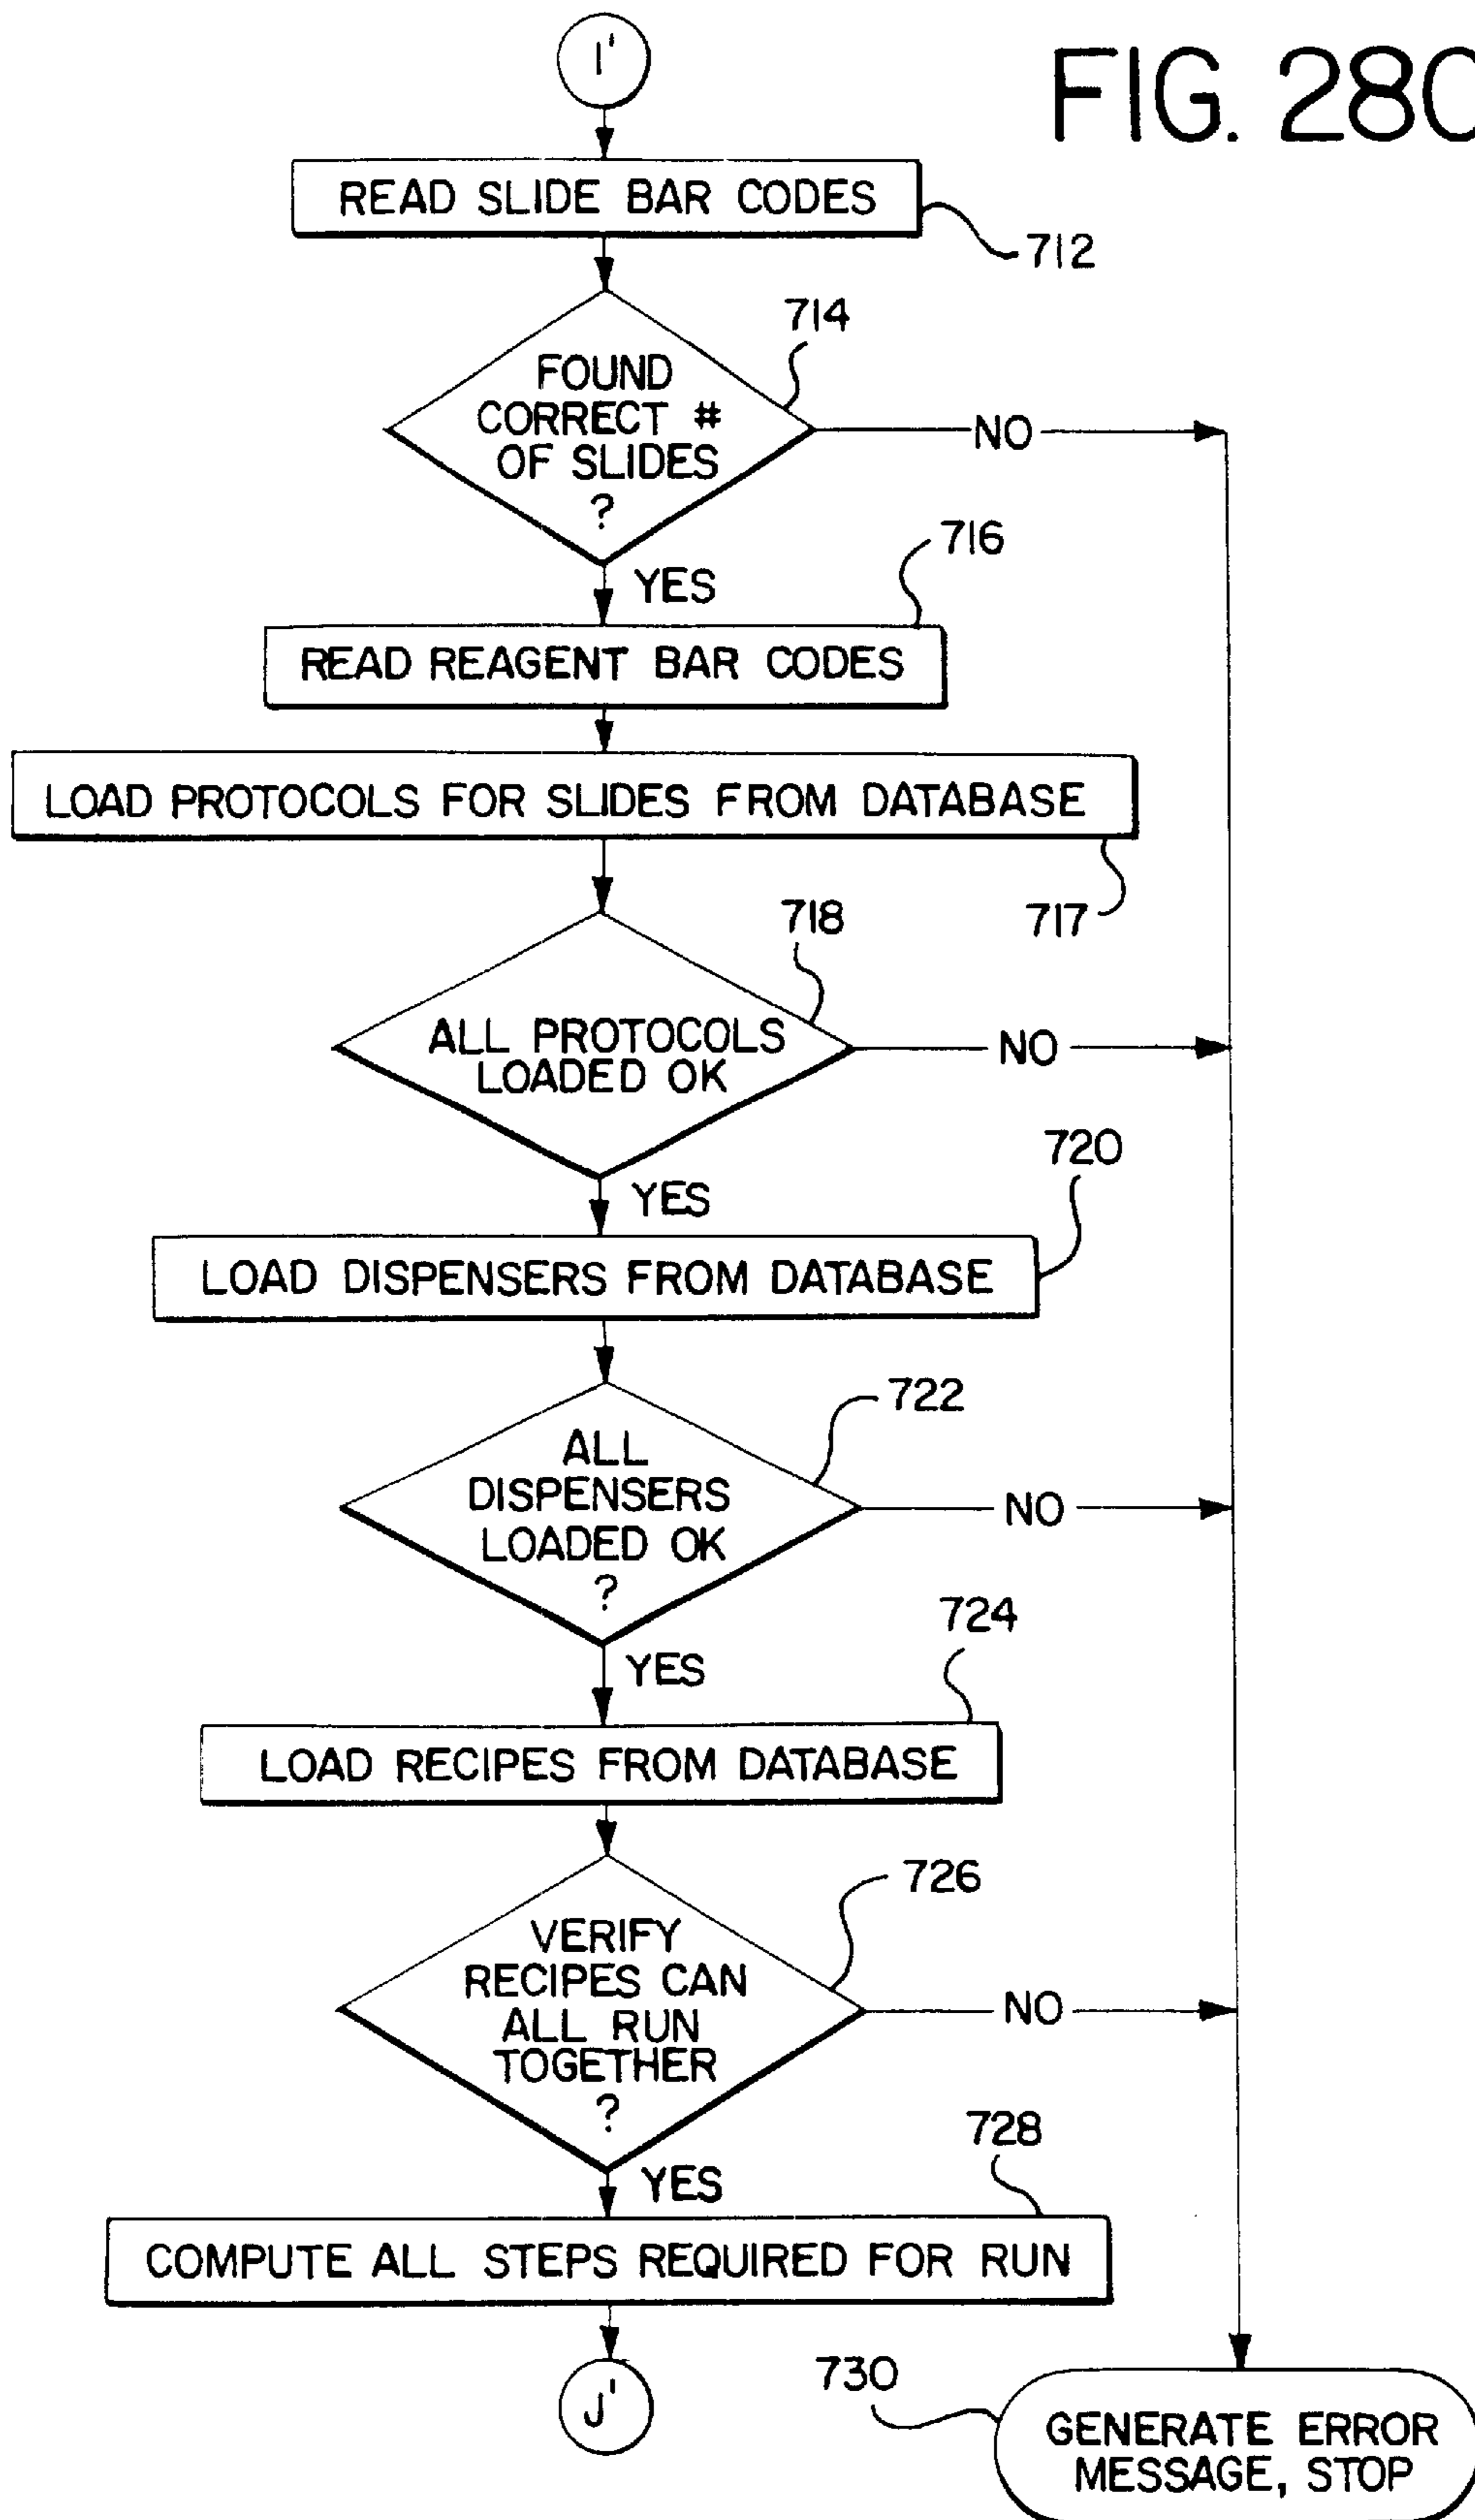 I'
FIG. 28C
READ SLIDE BAR CODES
712
714
FOUND
CORRECT #
OF SLIDES
?
NO
716
YES
READ REAGENT BAR CODES
LOAD PROTOCOLS FOR SLIDES FROM DATABASE
717
718
ALL PROTOCOLS
LOADED OK
NO
720
YES
LOAD DISPENSERS FROM DATABASE
722
ALL
DISPENSERS
LOADED OK
?
NO
724
YES
LOAD RECIPES FROM DATABASE
726
VERIFY
RECIPES CAN
ALL RUN
TOGETHER
?
NO
728
YES
COMPUTE ALL STEPS REQUIRED FOR RUN
J'
730
GENERATE ERROR
MESSAGE, STOP